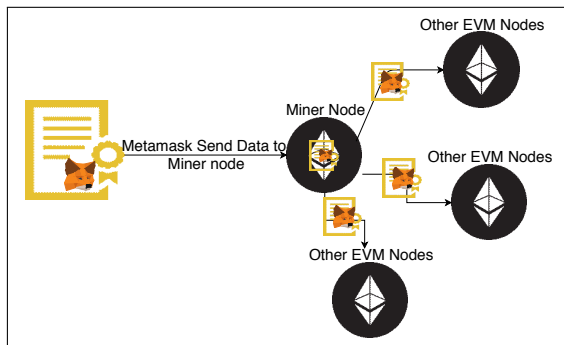 Other EVM Nodes
Miner Node
Metamask Send Data to
Miner node
Other EVM Nodes
Other EVM Nodes